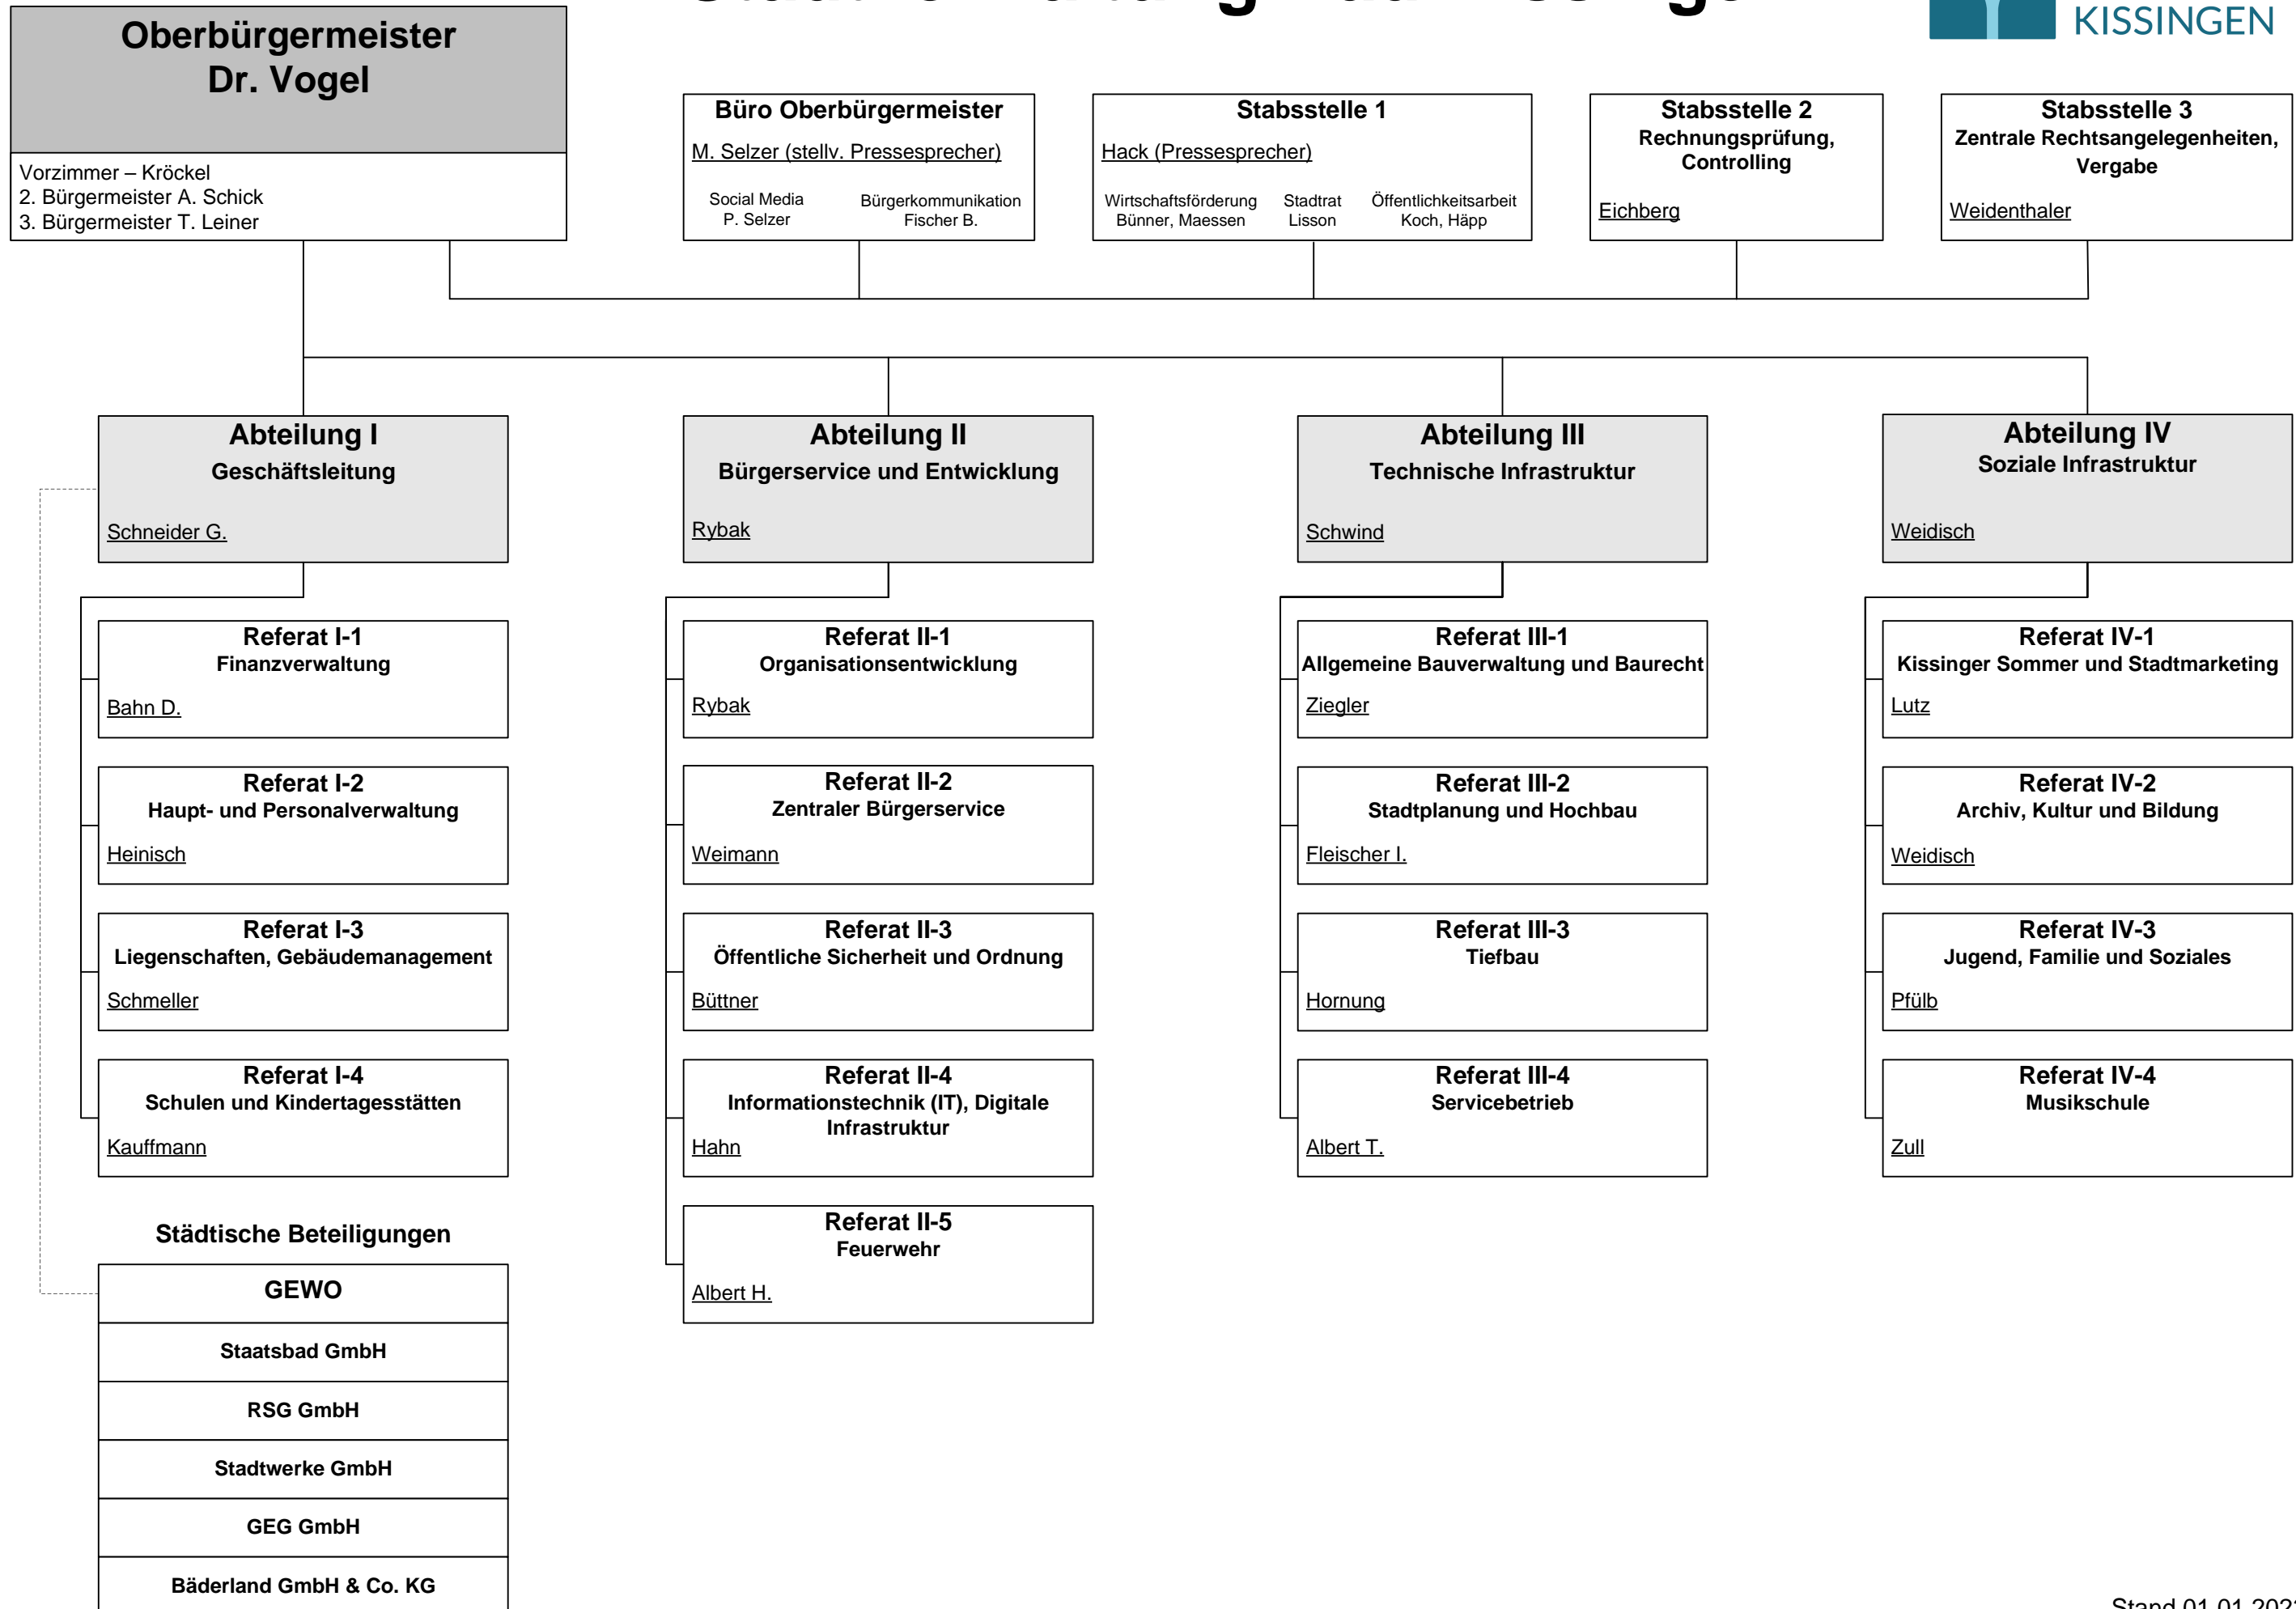 KISSINGEN
Oberbürgermeister
Dr. Vogel
Vorzimmer – Kröckel
2. Bürgermeister A. Schick
3. Bürgermeister T. Leiner
Büro Oberbürgermeister
M. Selzer (stellv. Pressesprecher)
Social Media
P. Selzer
Bürgerkommunikation
Fischer B.
Stabsstelle 1
Hack (Pressesprecher)
Wirtschaftsförderung
Bünner, Maessen
Stadtrat
Lisson
Öffentlichkeitsarbeit
Koch, Häpp
Stabsstelle 2
Rechnungsprüfung,
Controlling
Eichberg
Stabsstelle 3
Zentrale Rechtsangelegenheiten,
Vergabe
Weidenthaler
Abteilung I
Geschäftsleitung
Schneider G.
Referat I-1
Finanzverwaltung
Bahn D.
Referat I-2
Haupt- und Personalverwaltung
Heinisch
Referat I-3
Liegenschaften, Gebäudemanagement
Schmeller
Referat I-4
Schulen und Kindertagesstätten
Kauffmann
Städtische Beteiligungen
GEWO
Staatsbad GmbH
RSG GmbH
Stadtwerke GmbH
GEG GmbH
Bäderland GmbH & Co. KG
Abteilung II
Bürgerservice und Entwicklung
Rybak
Referat II-1
Organisationsentwicklung
Rybak
Referat II-2
Zentraler Bürgerservice
Weimann
Referat II-3
Öffentliche Sicherheit und Ordnung
Büttner
Referat II-4
Informationstechnik (IT), Digitale
Infrastruktur
Hahn
Referat II-5
Feuerwehr
Albert H.
Abteilung III
Technische Infrastruktur
Schwind
Referat III-1
Allgemeine Bauverwaltung und Baurecht
Ziegler
Referat III-2
Stadtplanung und Hochbau
Fleischer I.
Referat III-3
Tiefbau
Hornung
Referat III-4
Servicebetrieb
Albert T.
Abteilung IV
Soziale Infrastruktur
Weidisch
Referat IV-1
Kissinger Sommer und Stadtmarketing
Lutz
Referat IV-2
Archiv, Kultur und Bildung
Weidisch
Referat IV-3
Jugend, Familie und Soziales
Pfülb
Referat IV-4
Musikschule
Zull
Stand